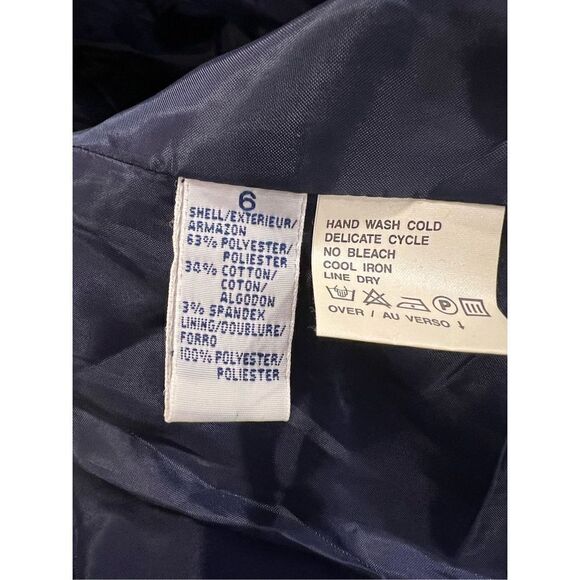 6
SHELL/EXTERIEUR/
ARMAZON
63% POLYESTER/
POLIESTER
34% COTTON/
COTON/
ALGODON
3% SPANDEX
LINING/DOUBLURE/
FORRO
100% POLYESTER/
POLIESTER
HAND WASH COLD
DELICATE CYCLE
NO BLEACH
COOL IRON
LINE DRY
P
OVER / AU VERSO